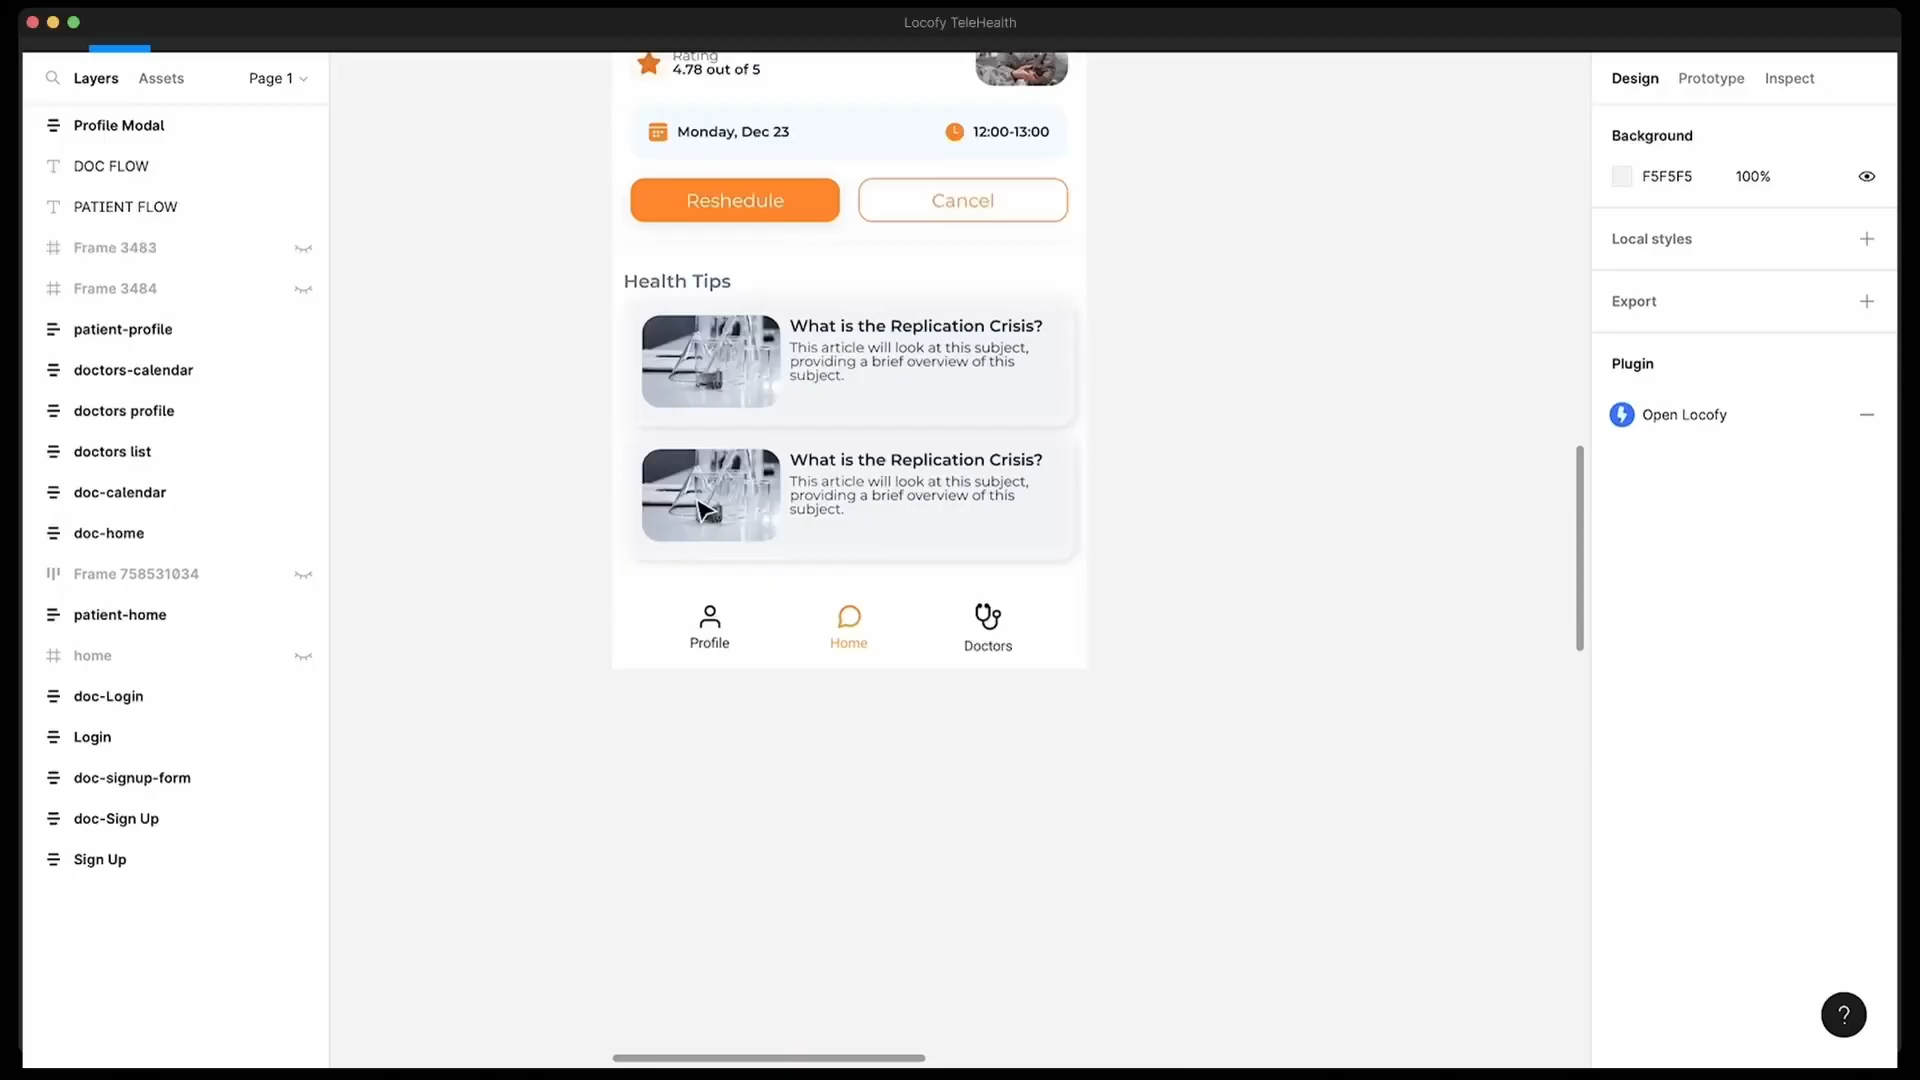 Locofy TeleHealth
Layers
Assets
Page 1
Profile Modal
DOC FLOW
PATIENT FLOW
Frame 3483
Frame 3484
patient-profile
doctors-calendar
doctors profile
doctors list
doc-calendar
doc-home
Frame 758531034
patient-home
home
doc-Login
Login
doc-signup-form
doc-Sign Up
Sign Up
Rating
4.78 out of 5
Monday, Dec 23
12:00-13:00
Reshedule
Cancel
Health Tips
What is the Replication Crisis?
This article will look at this subject,
providing a brief overview of this
subject.
What is the Replication Crisis?
This article will look at this subject,
providing a brief overview of this
subject.
Profile
Home
Doctors
Design
Prototype
Inspect
Background
F5F5F5
100%
Local styles
Export
Plugin
Open Locofy
?